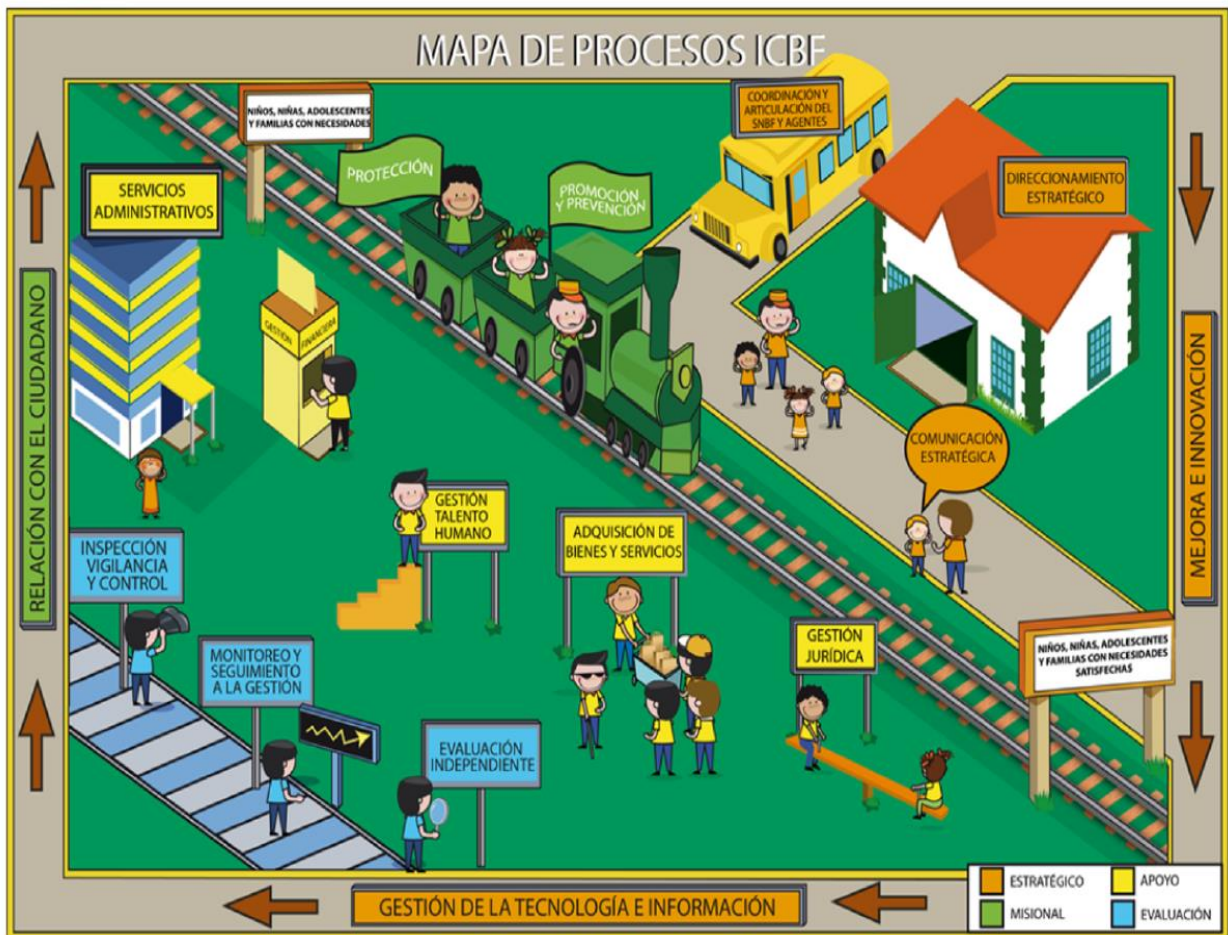 MAPA DE PROCESOS ICBF
NIÑOS, NIÑAS, ADOLESCENTES
Y FAMILIAS CON NECESIDADES
COORDINACIÓN Y
ARTICULACIÓN DEL
SNBF Y AGENTES
PROTECCIÓN
PROMOCIÓN
Y PREVENCIÓN
SERVICIOS
ADMINISTRATIVOS
DIRECCIONAMIENTO
ESTRATÉGICO
GESTIÓN
FINANCIERA
RELACIÓN CON EL CIUDADANO
MEJORA E INNOVACIÓN
COMUNICACIÓN
ESTRATÉGICA
GESTIÓN
TALENTO
HUMANO
ADQUISICIÓN DE
BIENES Y SERVICIOS
INSPECCIÓN
VIGILANCIA
Y CONTROL
GESTIÓN
JURÍDICA
NIÑOS, NIÑAS, ADOLESCENTES
Y FAMILIAS CON NECESIDADES
SATISFECHAS
MONITOREO Y
SEGUIMIENTO
A LA GESTIÓN
EVALUACIÓN
INDEPENDIENTE
GESTIÓN DE LA TECNOLOGÍA E INFORMACIÓN
ESTRATÉGICO
APOYO
MISIONAL
EVALUACIÓN